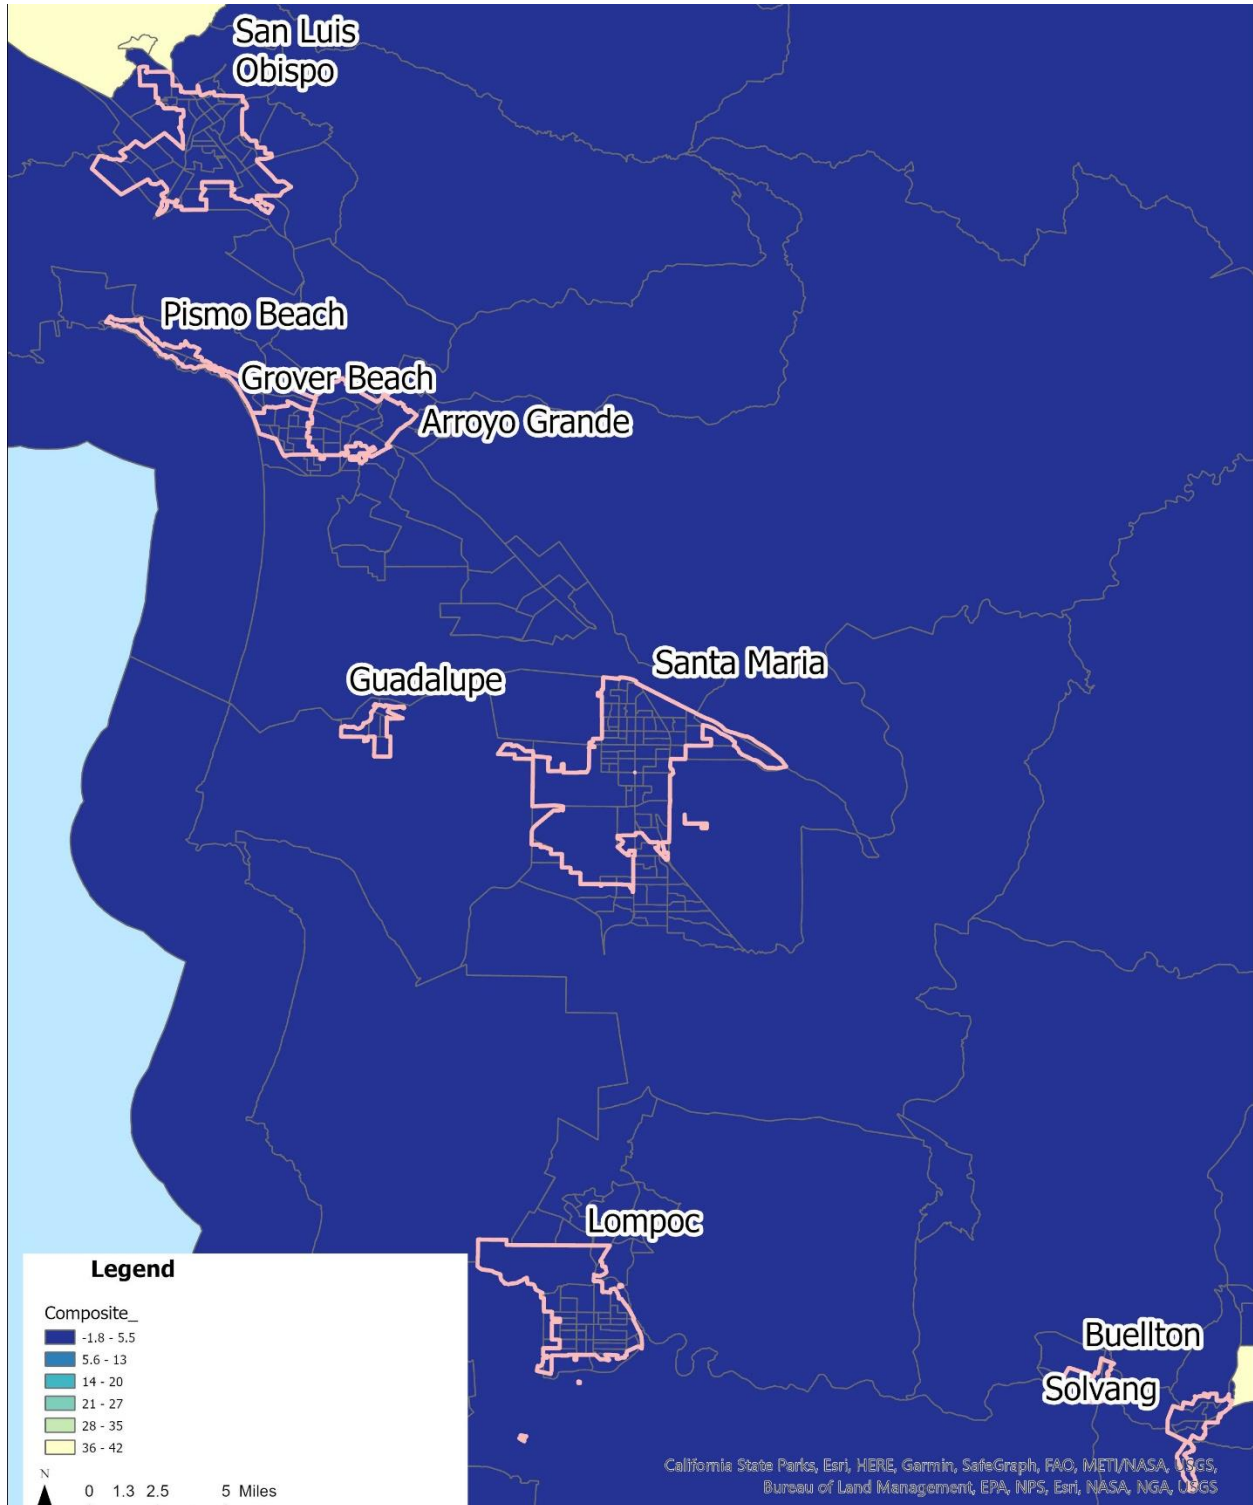 San Luis
Obispo
Pismo Beach
Grover Beach
Arroyo Grande
Santa Maria
Guadalupe
Lompoc
Buellton
Solvang
Legend
Composite_
-1.8 - 5.5
5.6 - 13
14 - 20
21 - 27
28 - 35
36 - 42
N
0 1.3 2.5 5 Miles
California State Parks, Esri, HERE, Garmin, SafeGraph, FAO, METI/NASA, USGS,
Bureau of Land Management, EPA, NPS, Esri, NASA, NGA, USGS